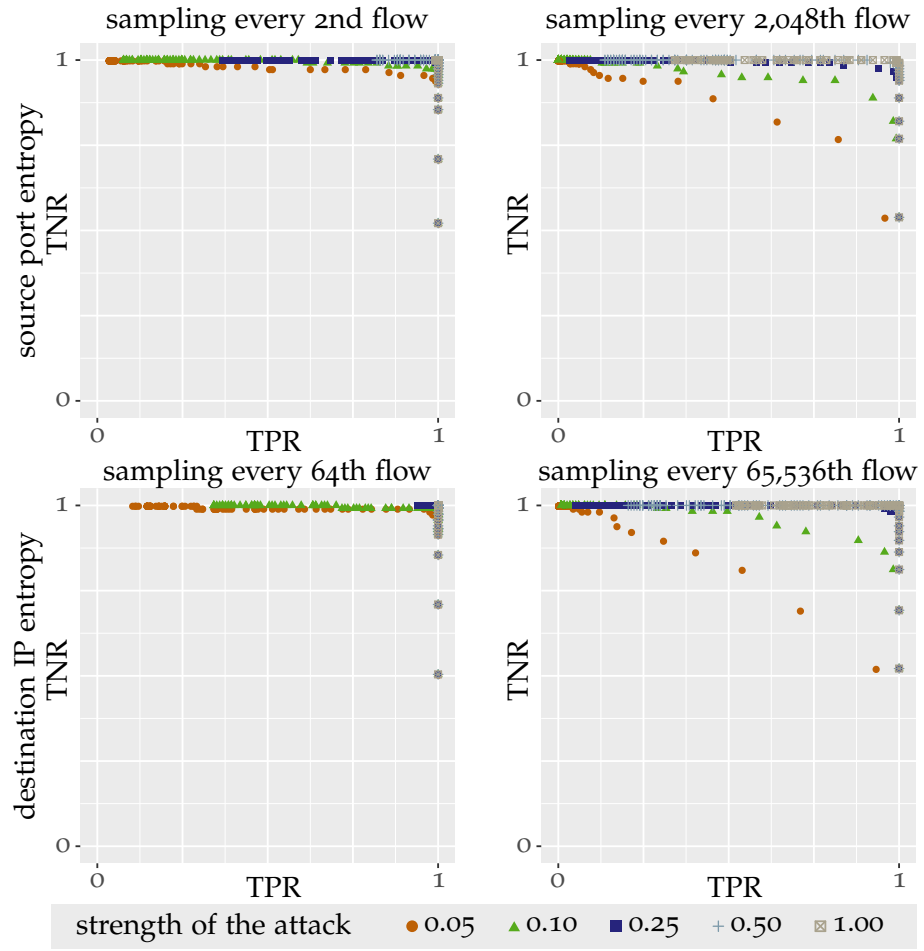 sampling every 2nd flow
sampling every 2,048th flow
source port entropy
TNR
1
0
0
1
TPR
TNR
1
0
0
1
TPR
sampling every 64th flow
sampling every 65,536th flow
destination IP entropy
TNR
1
0
0
1
TPR
TNR
1
0
0
1
TPR
strength of the attack 0.05 0.10 0.25 0.50 1.00